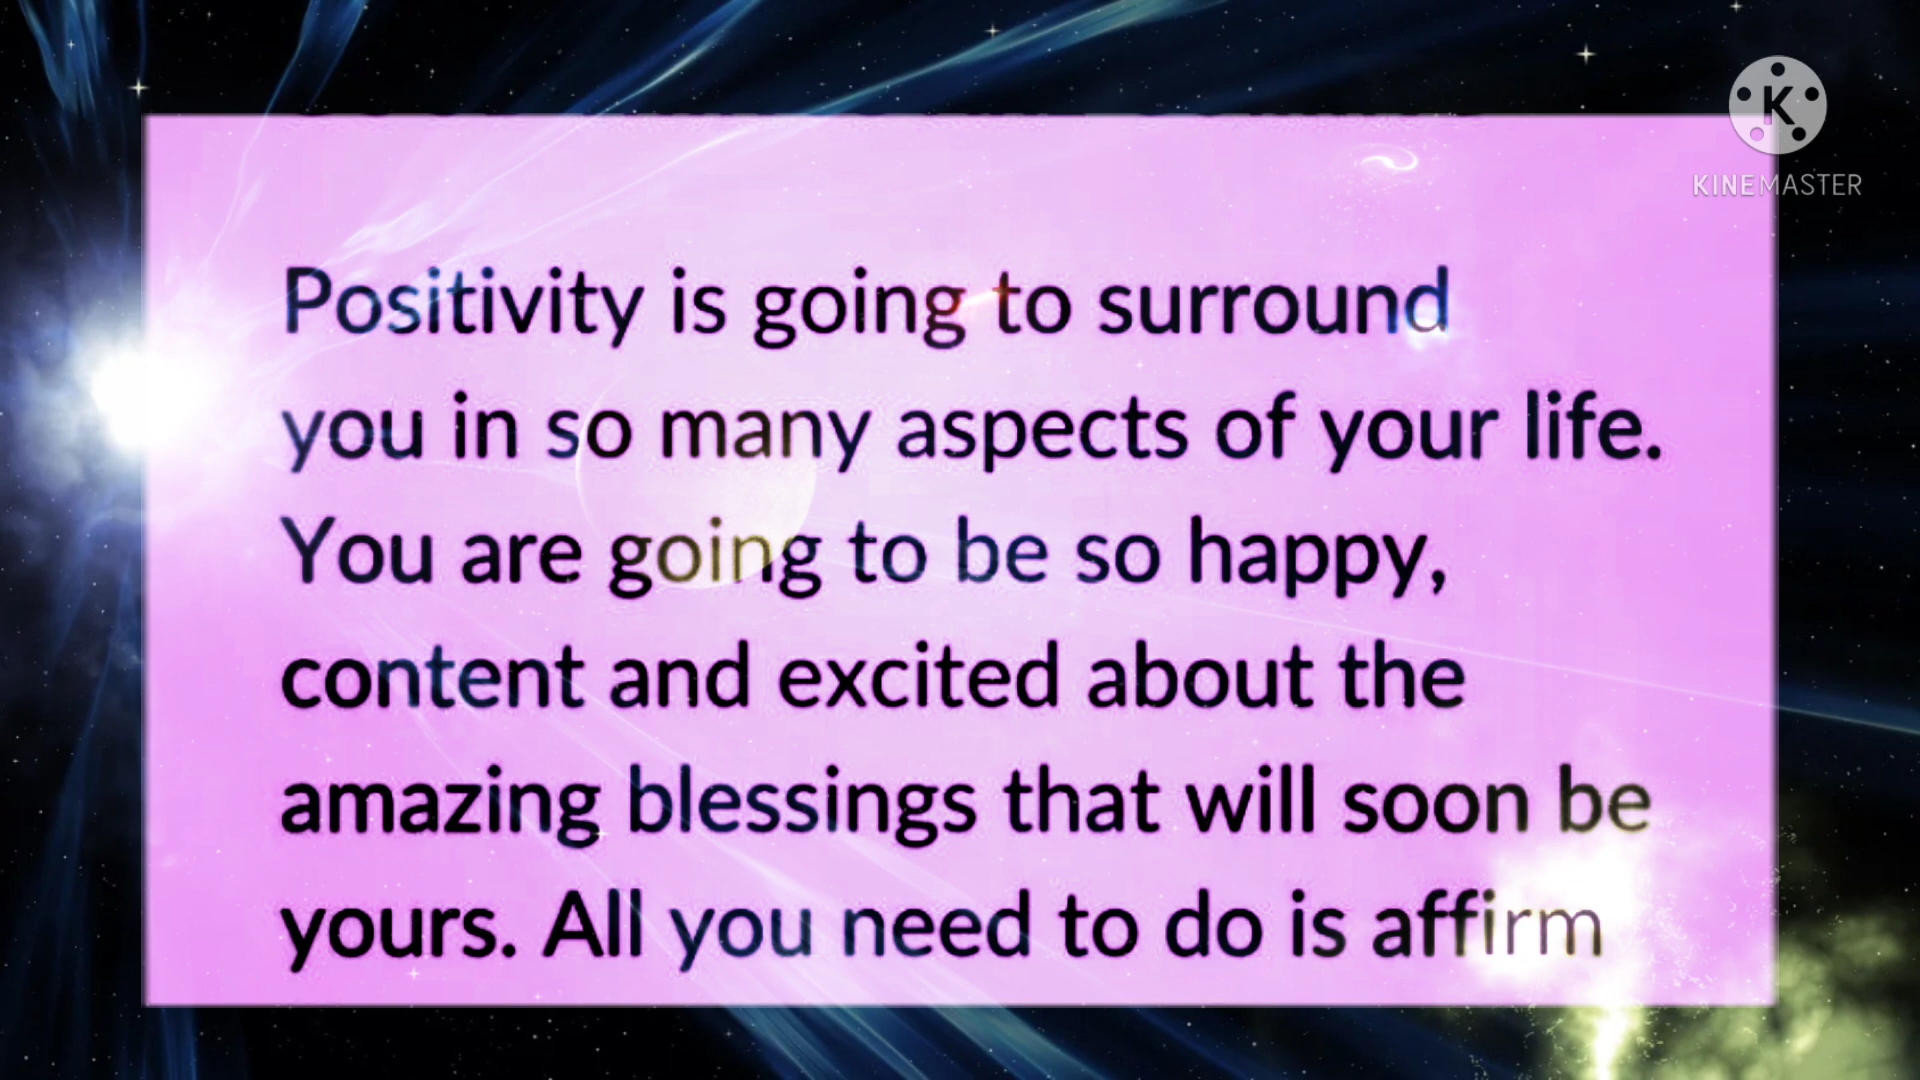 K
KINEMASTER
Positivity is going to surround
you in so many aspects of your life.
You are going to be so happy,
content and excited about the
amazing blessings that will soon be
yours. All you need to do is affirm